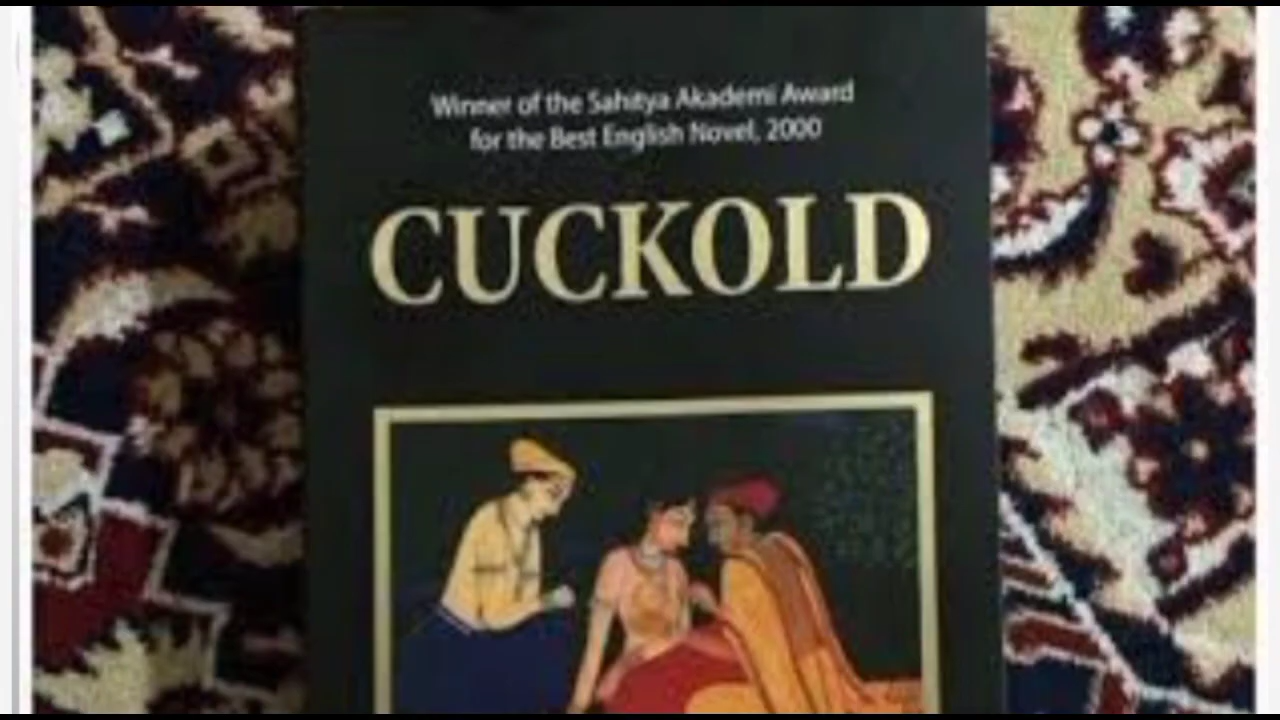 Winner of the Sahitya Akademi Award
for the Best English Novel, 2000
CUCKOLD